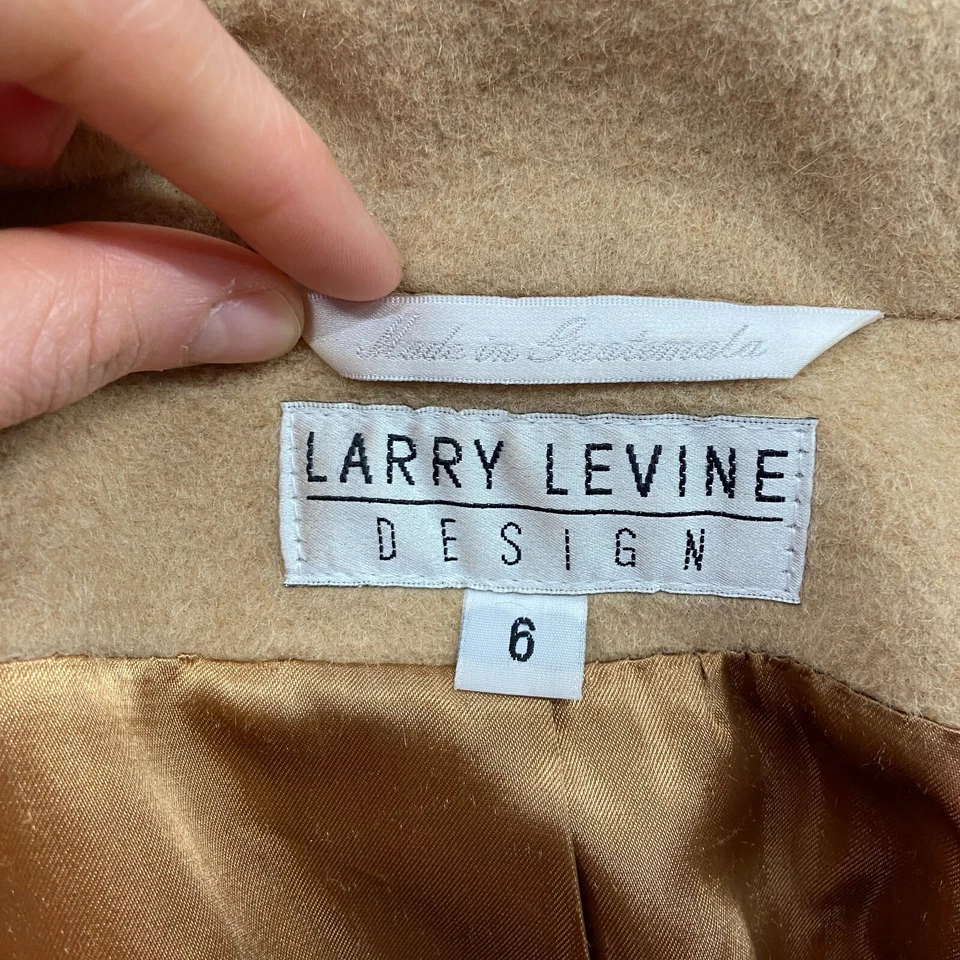 Made in Guatemala
LARRY LEVINE
DESIGN
6